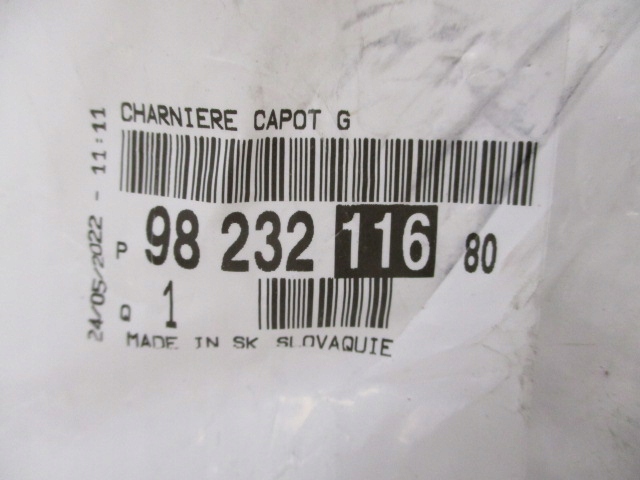 CHARNIERE CAPOT G
P 98 232 116 80
Q 1
MADE IN SK SLOVAQUIE
24/05/2022 - 11:11